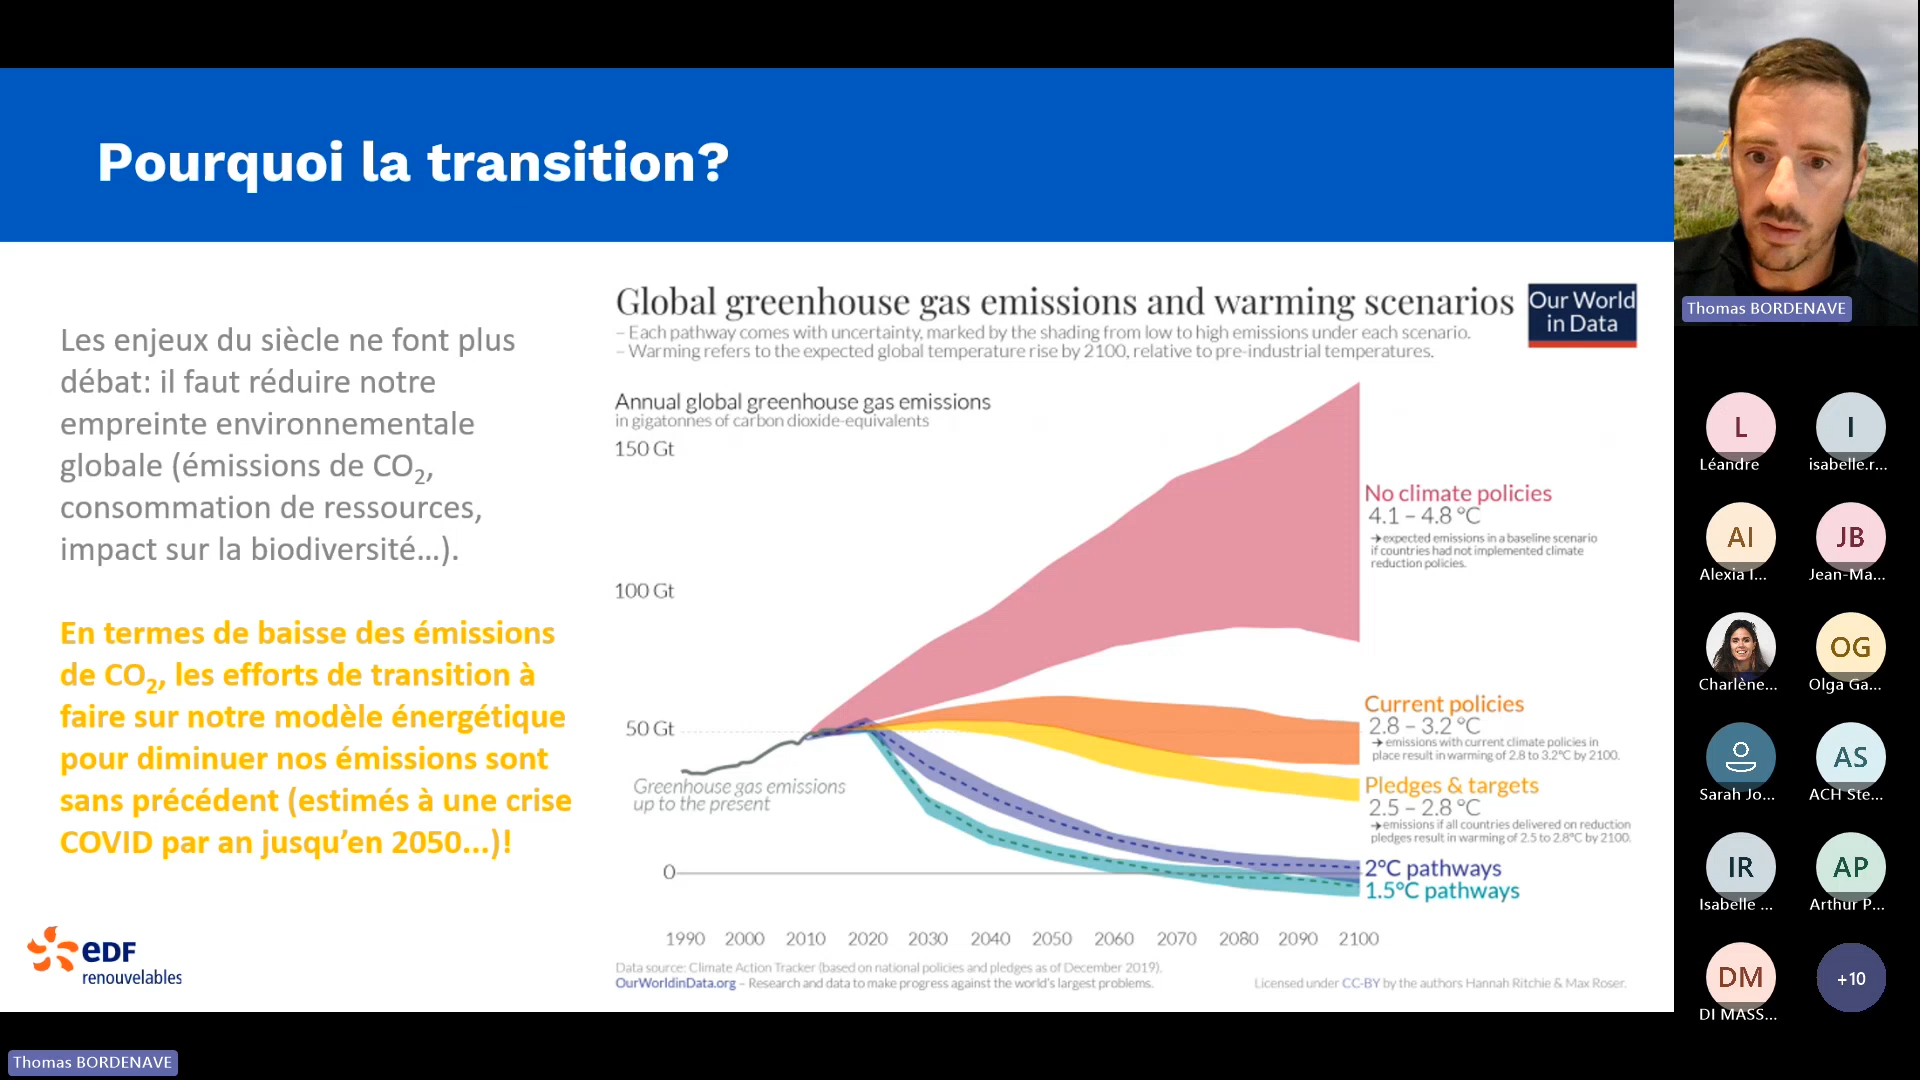 Pourquoi la transition?
Les enjeux du siècle ne font plus
débat: il faut réduire notre
empreinte environnementale
globale (émissions de CO₂,
consommation de ressources,
impact sur la biodiversité…).
En termes de baisse des émissions
de CO₂, les efforts de transition à
faire sur notre modèle énergétique
pour diminuer nos émissions sont
sans précédent (estimés à une crise
COVID par an jusqu’en 2050...)!
eDF
renouvelables
Global greenhouse gas emissions and warming scenarios
– Each pathway comes with uncertainty, marked by the shading from low to high emissions under each scenario.
– Warming refers to the expected global temperature rise by 2100, relative to pre-industrial temperatures.
Our World
in Data
Annual global greenhouse gas emissions
in gigatonnes of carbon dioxide-equivalents
150 Gt
100 Gt
50 Gt
0
Greenhouse gas emissions
up to the present
No climate policies
4.1 – 4.8 °C
→ expected emissions in a baseline scenario
if countries had not implemented climate
reduction policies.
Current policies
2.8 – 3.2 °C
→ emissions with current climate policies in
place result in warming of 2.8 to 3.2°C by 2100.
Pledges & targets
2.5 – 2.8 °C
→ emissions if all countries delivered on reduction
pledges result in warming of 2.5 to 2.8°C by 2100.
2°C pathways
1.5°C pathways
1990 2000 2010 2020 2030 2040 2050 2060 2070 2080 2090 2100
Data source: Climate Action Tracker (based on national policies and pledges as of December 2019).
OurWorldinData.org – Research and data to make progress against the world’s largest problems.
Licensed under CC-BY by the authors Hannah Ritchie & Max Roser.
Thomas BORDENAVE
L
Léandre
I
isabelle.r...
AI
Alexia I...
JB
Jean-Ma...
Charlène...
OG
Olga Ga...
Sarah Jo...
AS
ACH Ste...
IR
Isabelle ...
AP
Arthur P...
DM
DI MASS...
+10
Thomas BORDENAVE